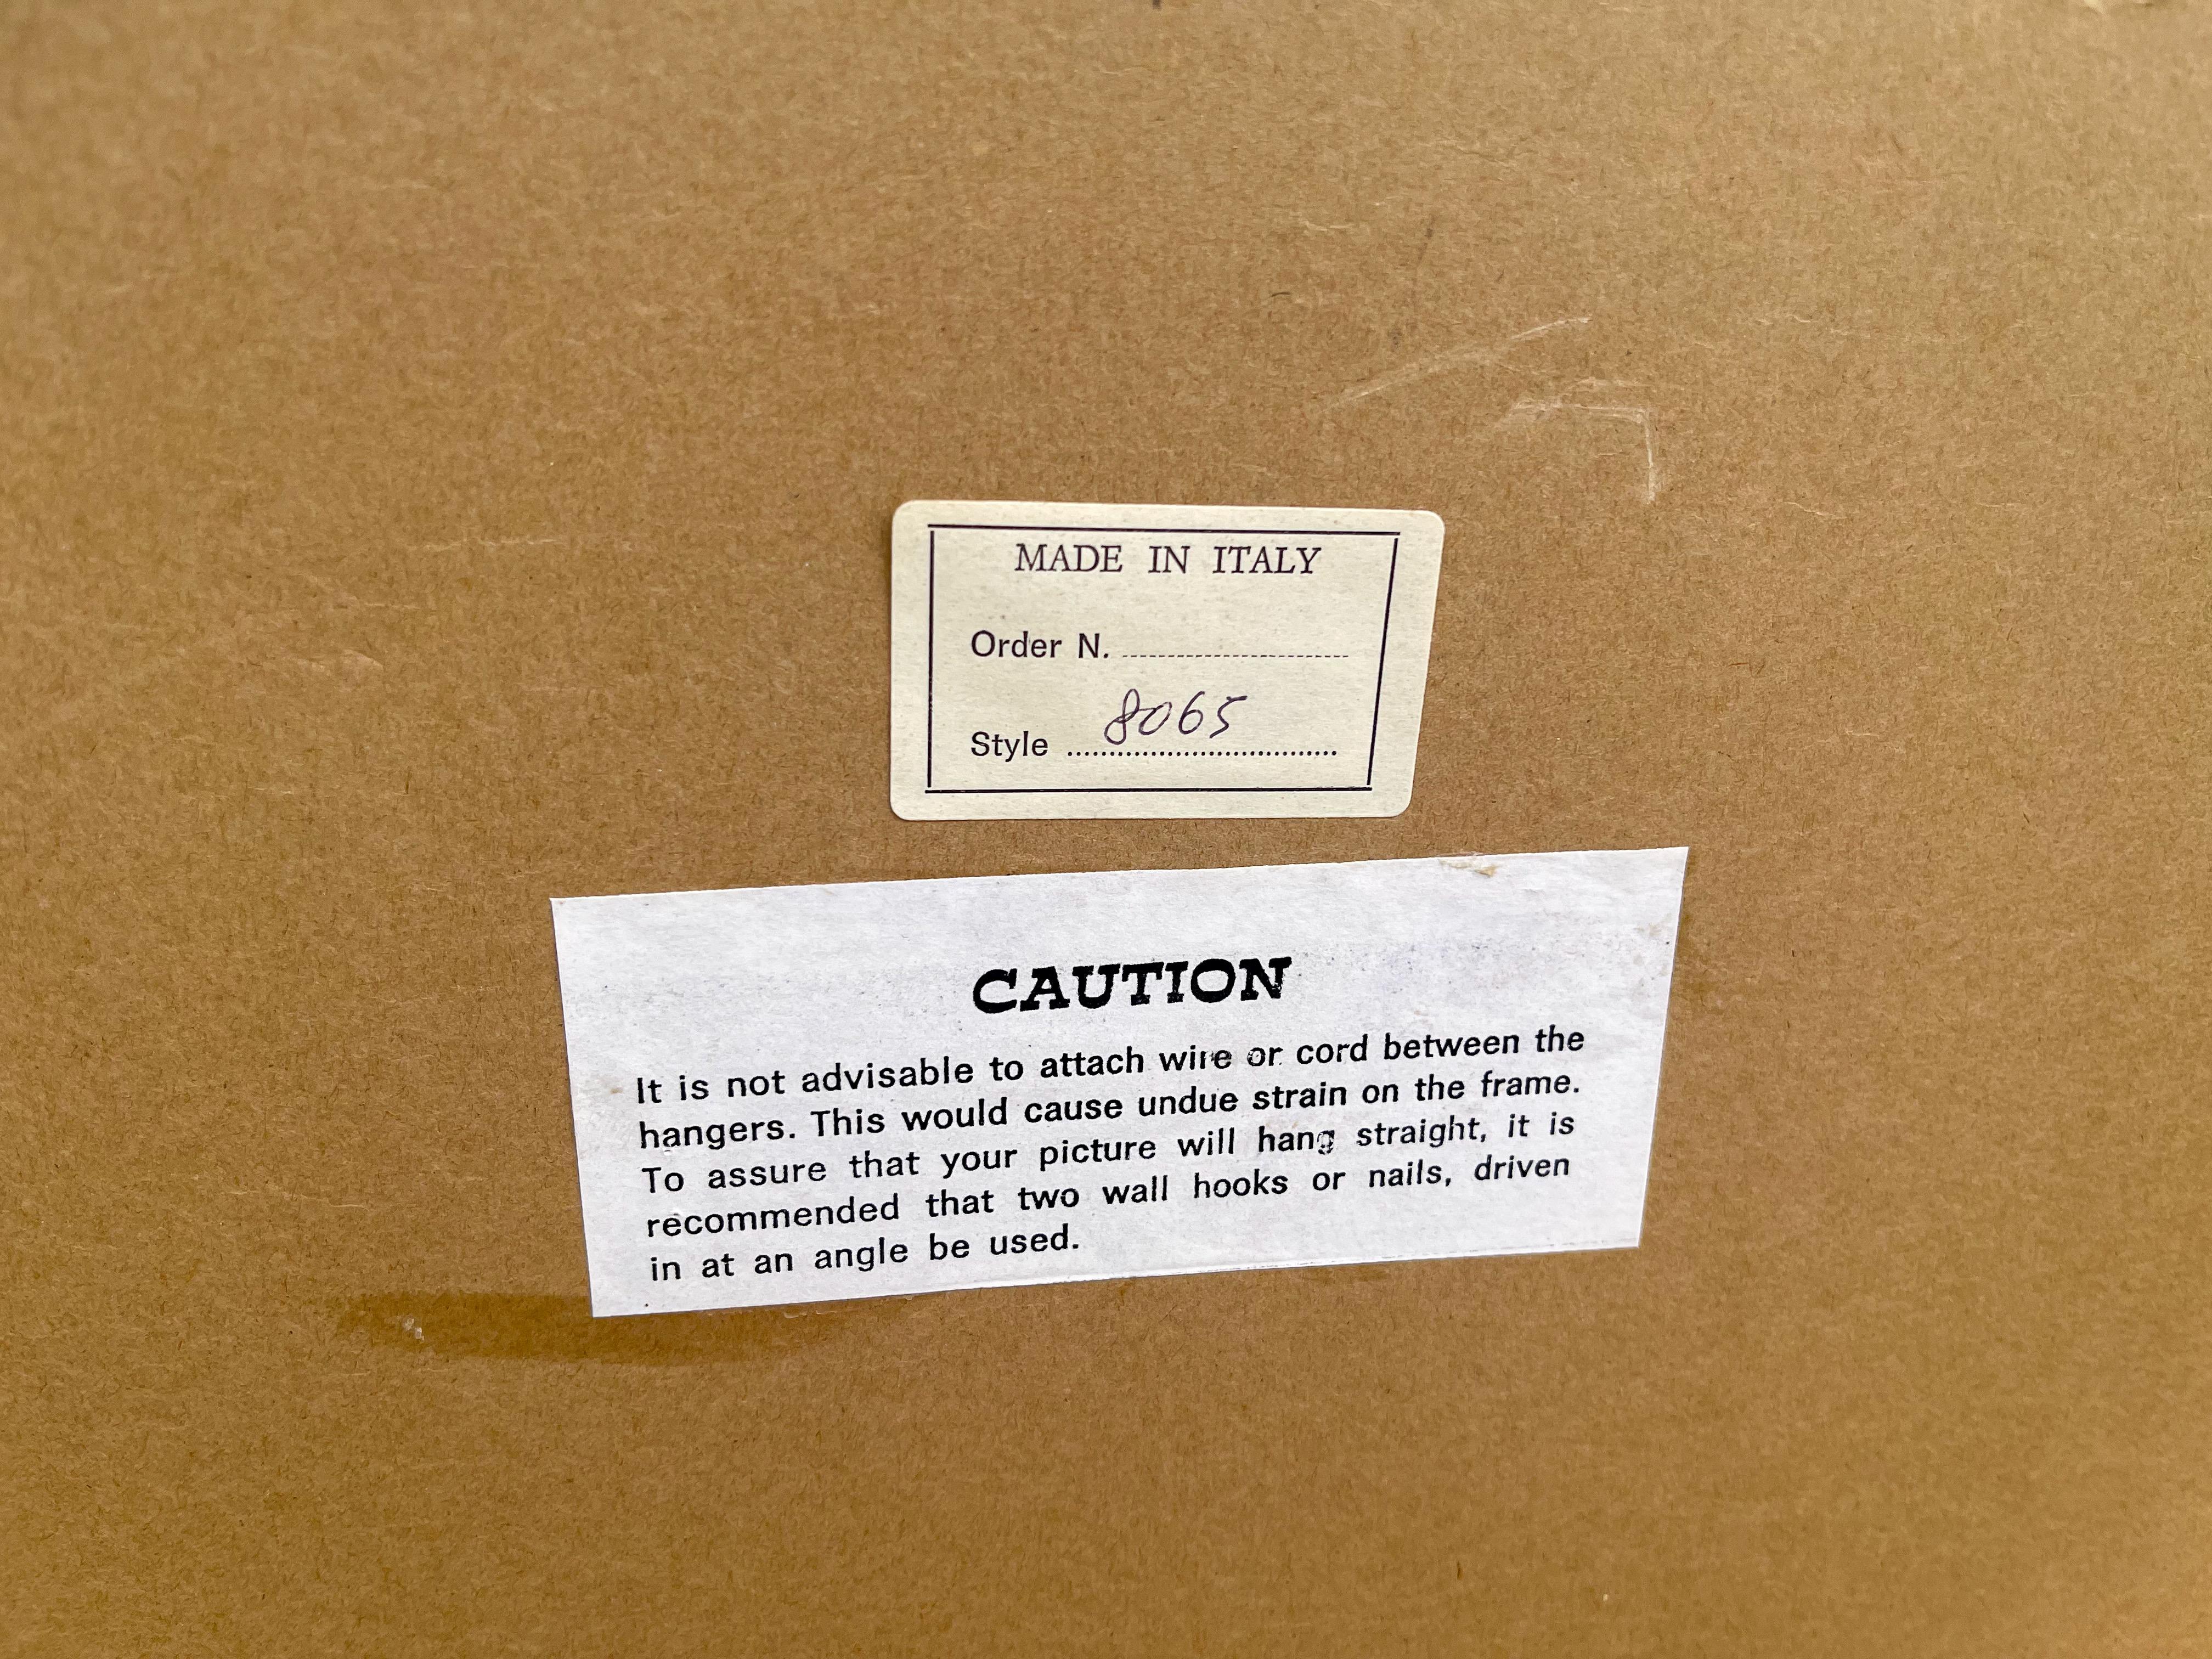 MADE IN ITALY
Order N. ........................
Style 8065
CAUTION
It is not advisable to attach wire or cord between the
hangers. This would cause undue strain on the frame.
To assure that your picture will hang straight, it is
recommended that two wall hooks or nails, driven
in at an angle be used.